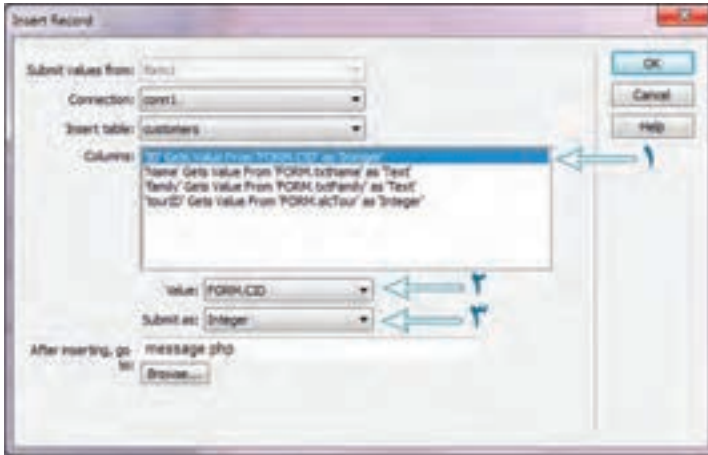 Insert Record
Submit values from: form1
OK
Connection: conn1
Cancel
Insert table: customers
Help
Columns: 'ID' Gets Value From 'FORM.CID' as 'Integer'
۱
'Name' Gets Value From 'FORM.txtName' as 'Text'
'family' Gets Value From 'FORM.txtFamily' as 'Text'
'tourID' Gets Value From 'FORM.slcTour' as 'Integer'
Value: FORM.CID
۲
Submit as: Integer
۳
After inserting, go to: message.php
Browse...